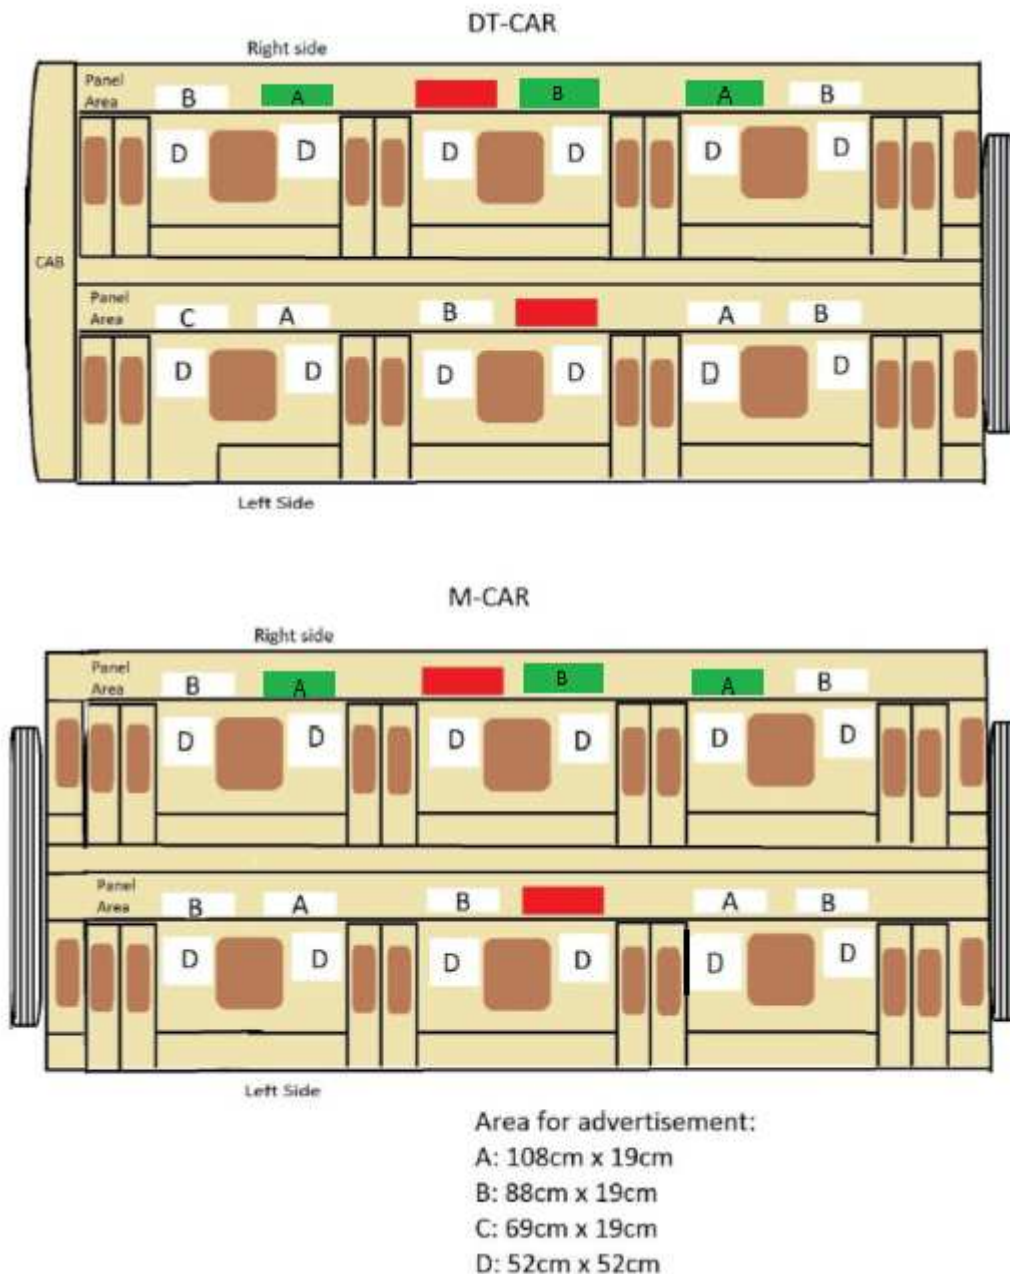 DT-CAR
Right side
Panel
Area
B A B A B
D D D D D D
CAB
Panel
Area
C A B A B
D D D D D D
Left Side
M-CAR
Right side
Panel
Area
B A B A B
D D D D D D
Panel
Area
B A B A B
D D D D D D
Left Side
Area for advertisement:
A: 108cm x 19cm
B: 88cm x 19cm
C: 69cm x 19cm
D: 52cm x 52cm